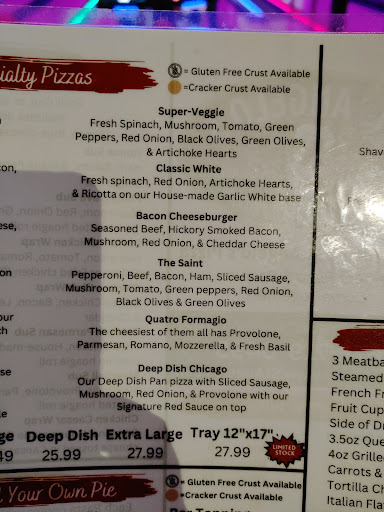 ialty Pizzas
= Gluten Free Crust Available
= Cracker Crust Available
Super-Veggie
Fresh Spinach, Mushroom, Tomato, Green
Peppers, Red Onion, Black Olives, Green Olives,
& Artichoke Hearts
Classic White
Fresh spinach, Red Onion, Artichoke Hearts,
& Ricotta on our House-made Garlic White base
Bacon Cheeseburger
Seasoned Beef, Hickory Smoked Bacon,
Mushroom, Red Onion, & Cheddar Cheese
The Saint
Pepperoni, Beef, Bacon, Ham, Sliced Sausage,
Mushroom, Tomato, Green peppers, Red Onion,
Black Olives & Green Olives
Quatro Formagio
The cheesiest of them all has Provolone,
Parmesan, Romano, Mozzerella, & Fresh Basil
Deep Dish Chicago
Our Deep Dish Pan pizza with Sliced Sausage,
Mushroom, Red Onion, & Provolone with our
Signature Red Sauce on top
ge Deep Dish Extra Large Tray 12"x17"
49 25.99 27.99 27.99 LIMITED STOCK
Your Own Pie
= Gluten Free Crust Available
= Cracker Crust Available
Shav
3 Meatba
Steamed
French F
Fruit Cup
Side of D
3.5oz Que
4oz Grille
Carrots &
Tortilla C
Italian Fla